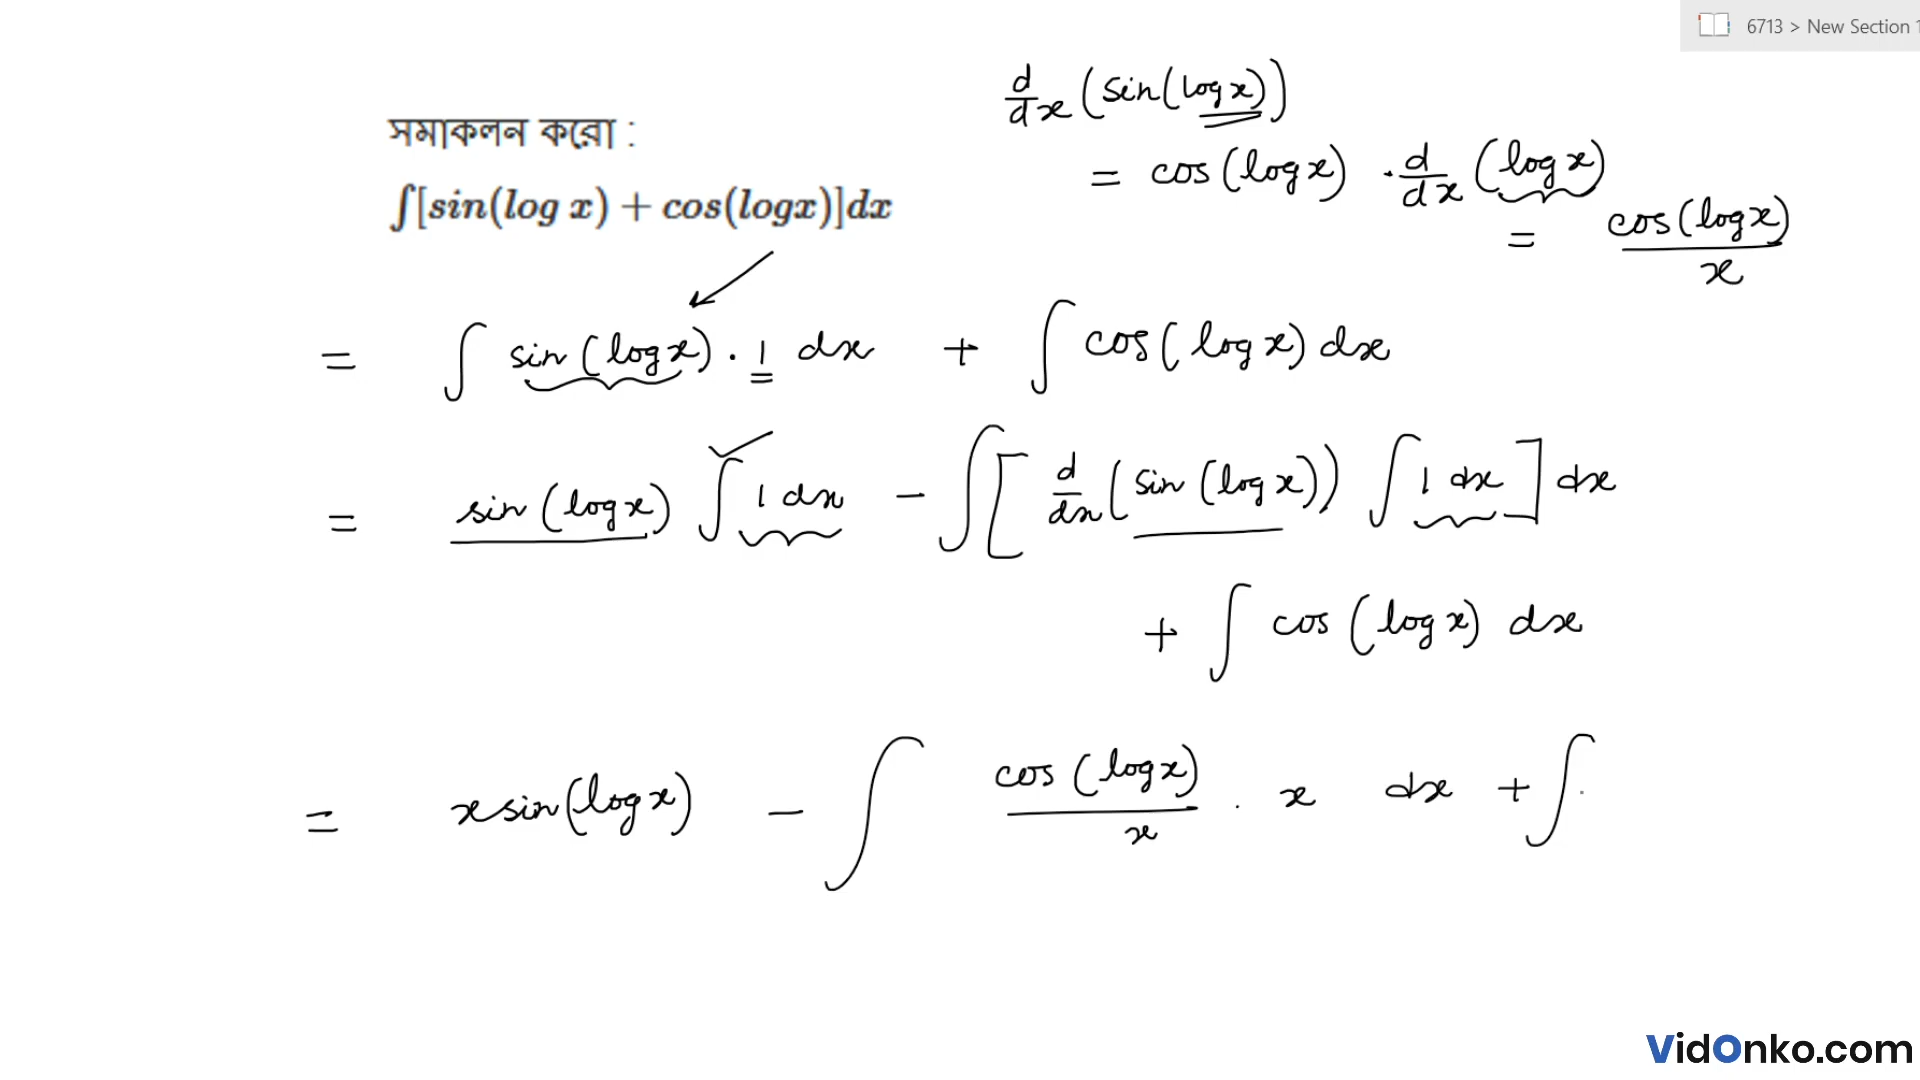 6713 > New Section 1
d/dx (sin(log x))
সমাকলন করো :
= cos (log x) · d/dx (log x)
∫[sin(log x) + cos(logx)]dx
= cos (log x)/x
= ∫ sin (log x) · 1 dx + ∫ cos (log x) dx
= sin (log x) ∫ 1 dx - ∫[ d/dx (sin (log x)) ∫ 1 dx ] dx
+ ∫ cos (log x) dx
= x sin(log x) - ∫ cos (log x)/x · x dx + ∫
VidOnko.com